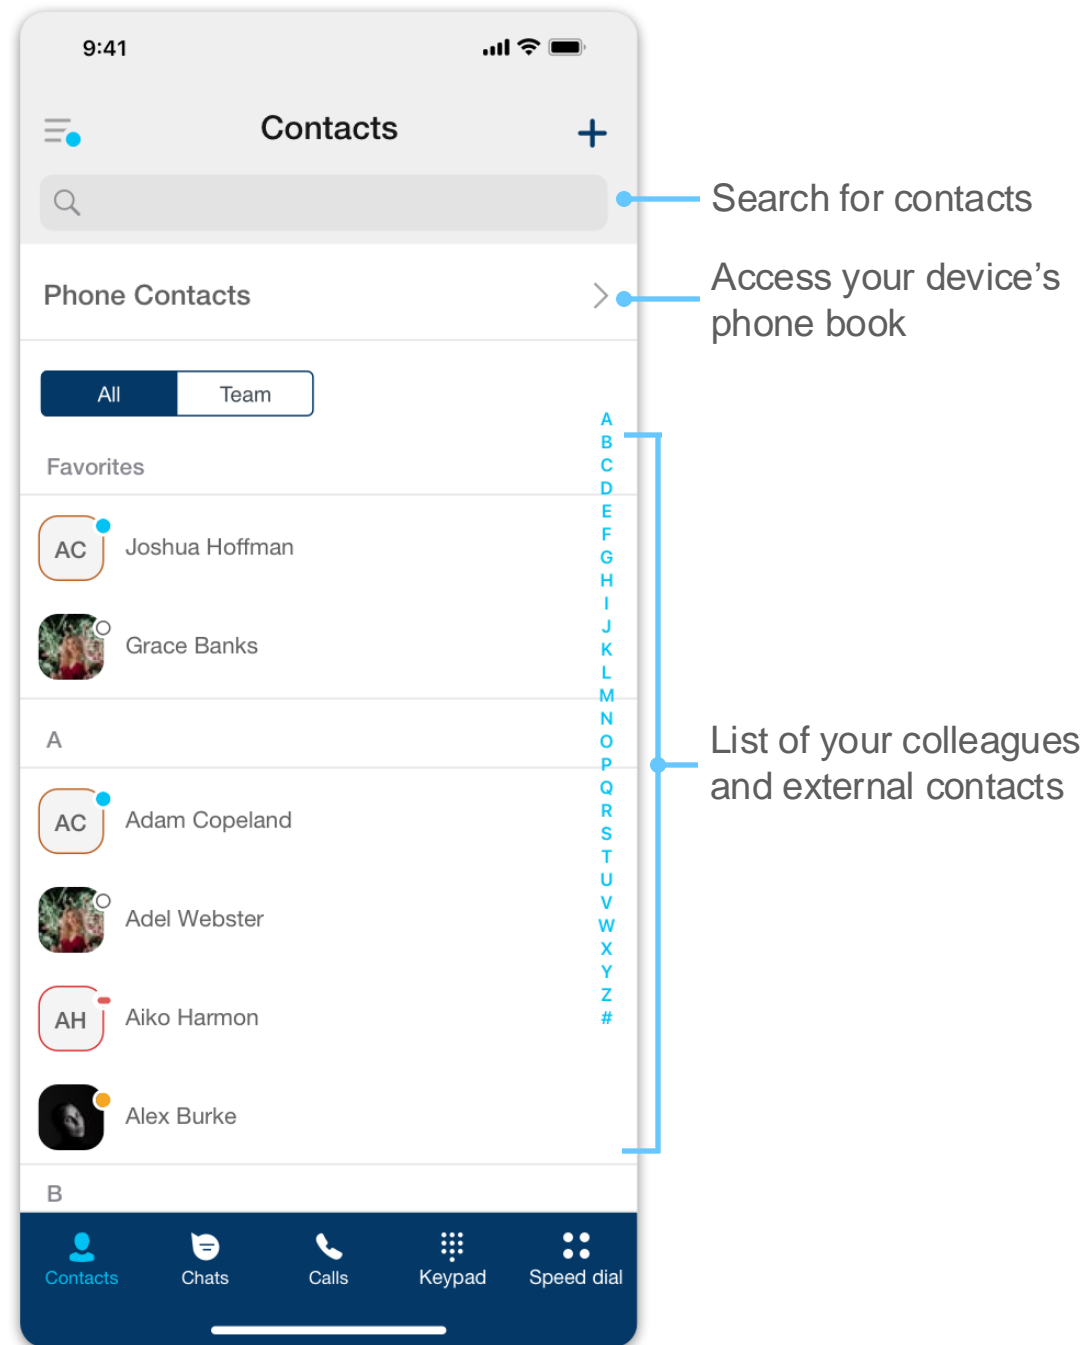 9:41
Contacts
Search for contacts
Phone Contacts
Access your device’s
phone book
All
Team
Favorites
AC
Joshua Hoffman
Grace Banks
A
AC
Adam Copeland
Adel Webster
AH
Aiko Harmon
Alex Burke
B
A
B
C
D
E
F
G
H
I
J
K
L
M
N
O
P
Q
R
S
T
U
V
W
X
Y
Z
#
List of your colleagues
and external contacts
Contacts
Chats
Calls
Keypad
Speed dial